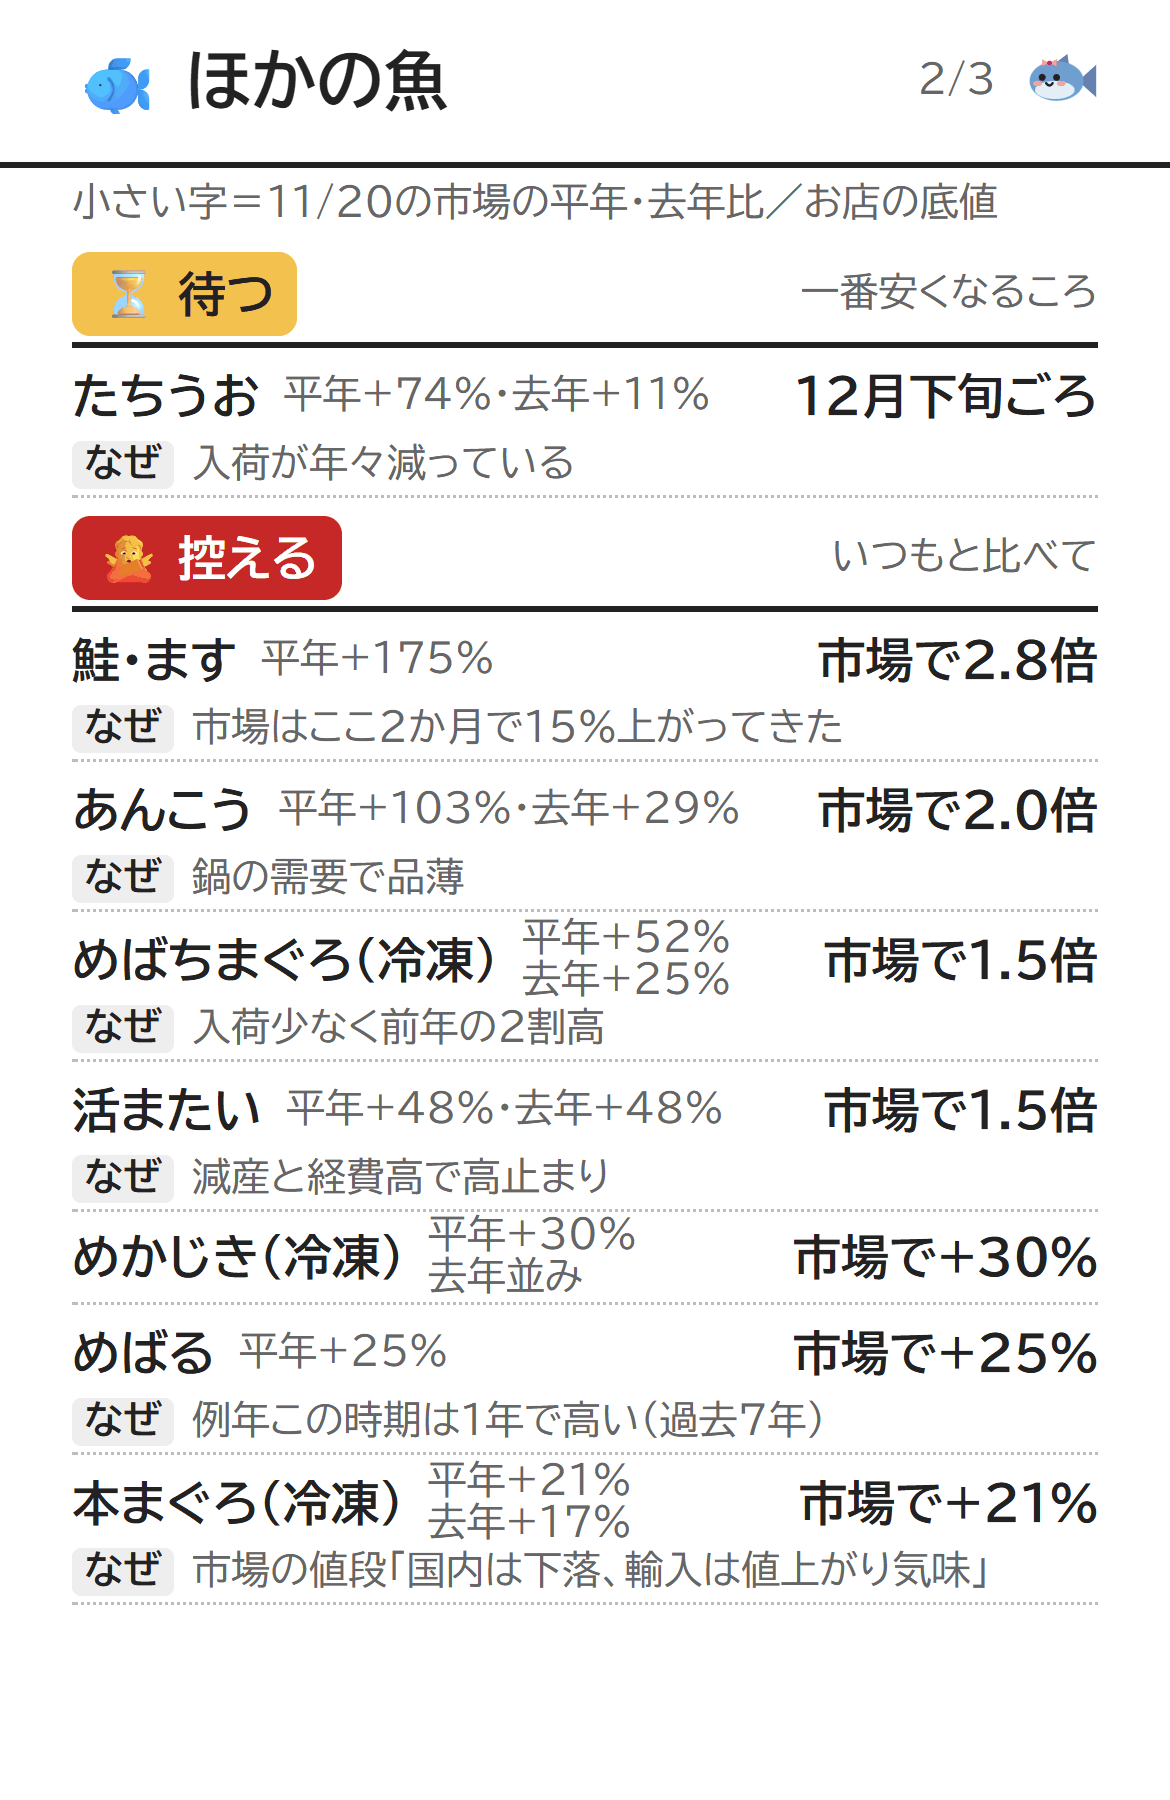 ほかの魚 2/3
小さい字＝11/20の市場の平年・去年比／お店の底値
待つ 一番安くなるころ
たちうお 平年+74%・去年+11% 12月下旬ごろ
なぜ 入荷が年々減っている
控える いつもと比べて
鮭・ます 平年+175% 市場で2.8倍
なぜ 市場はここ2か月で15%上がってきた
あんこう 平年+103%・去年+29% 市場で2.0倍
なぜ 鍋の需要で品薄
めばちまぐろ（冷凍） 平年+52% 去年+25% 市場で1.5倍
なぜ 入荷少なく前年の2割高
活まだい 平年+48%・去年+48% 市場で1.5倍
なぜ 減産と経費高で高止まり
めかじき（冷凍） 平年+30% 去年並み 市場で+30%
めばる 平年+25% 市場で+25%
なぜ 例年この時期は1年で高い（過去7年）
本まぐろ（冷凍） 平年+21% 去年+17% 市場で+21%
なぜ 市場の値段「国内は下落、輸入は値上がり気味」